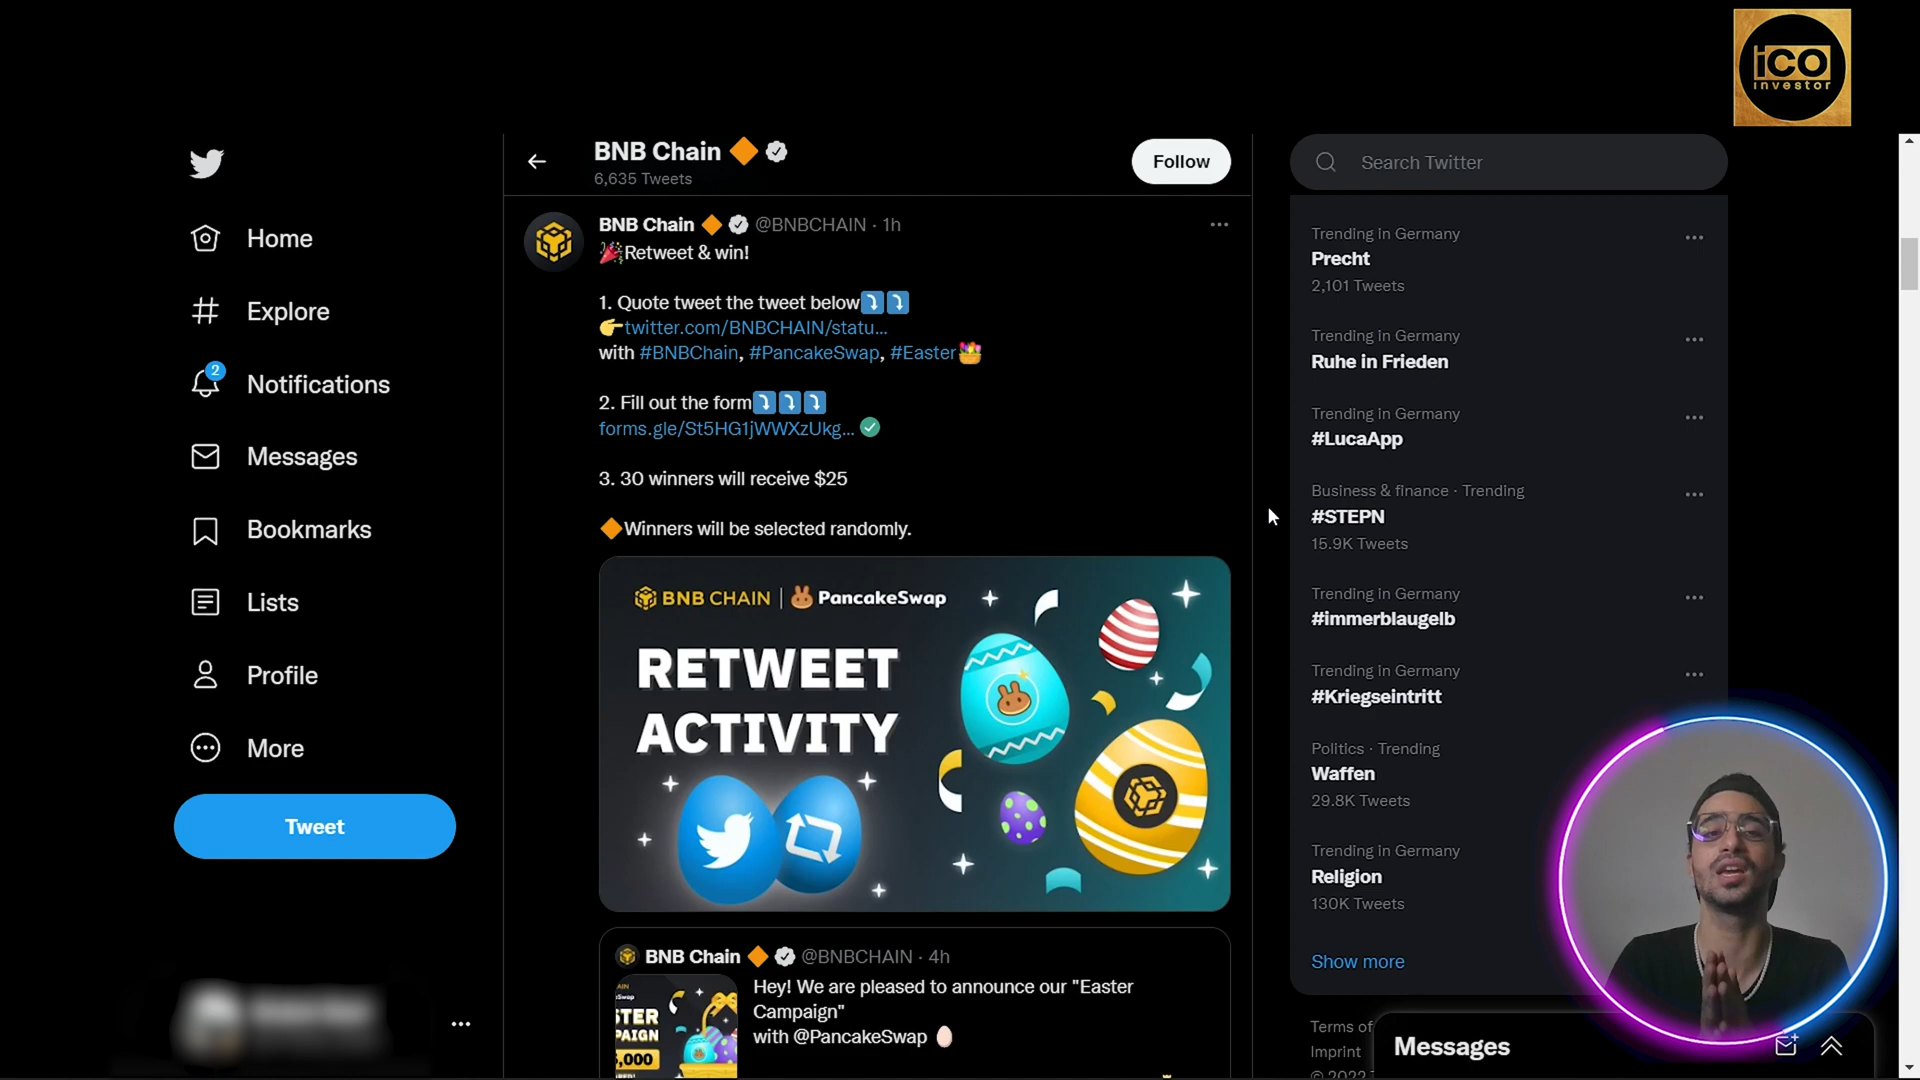 iCO
investor
BNB Chain
6,635 Tweets
Follow
Search Twitter
Home
Explore
2
Notifications
Messages
Bookmarks
Lists
Profile
More
Tweet
BNB Chain @BNBCHAIN · 1h
Retweet & win!
1. Quote tweet the tweet below
twitter.com/BNBCHAIN/statu...
with #BNBChain, #PancakeSwap, #Easter
2. Fill out the form
forms.gle/St5HG1jWWXzUkg...
3. 30 winners will receive $25
Winners will be selected randomly.
BNB CHAIN | PancakeSwap
RETWEET
ACTIVITY
BNB Chain @BNBCHAIN · 4h
Hey! We are pleased to announce our "Easter
Campaign"
with @PancakeSwap
Trending in Germany
Precht
2,101 Tweets
Trending in Germany
Ruhe in Frieden
Trending in Germany
#LucaApp
Business & finance · Trending
#STEPN
15.9K Tweets
Trending in Germany
#immerblaugelb
Trending in Germany
#Kriegseintritt
Politics · Trending
Waffen
29.8K Tweets
Trending in Germany
Religion
130K Tweets
Show more
Terms of
Imprint
Messages